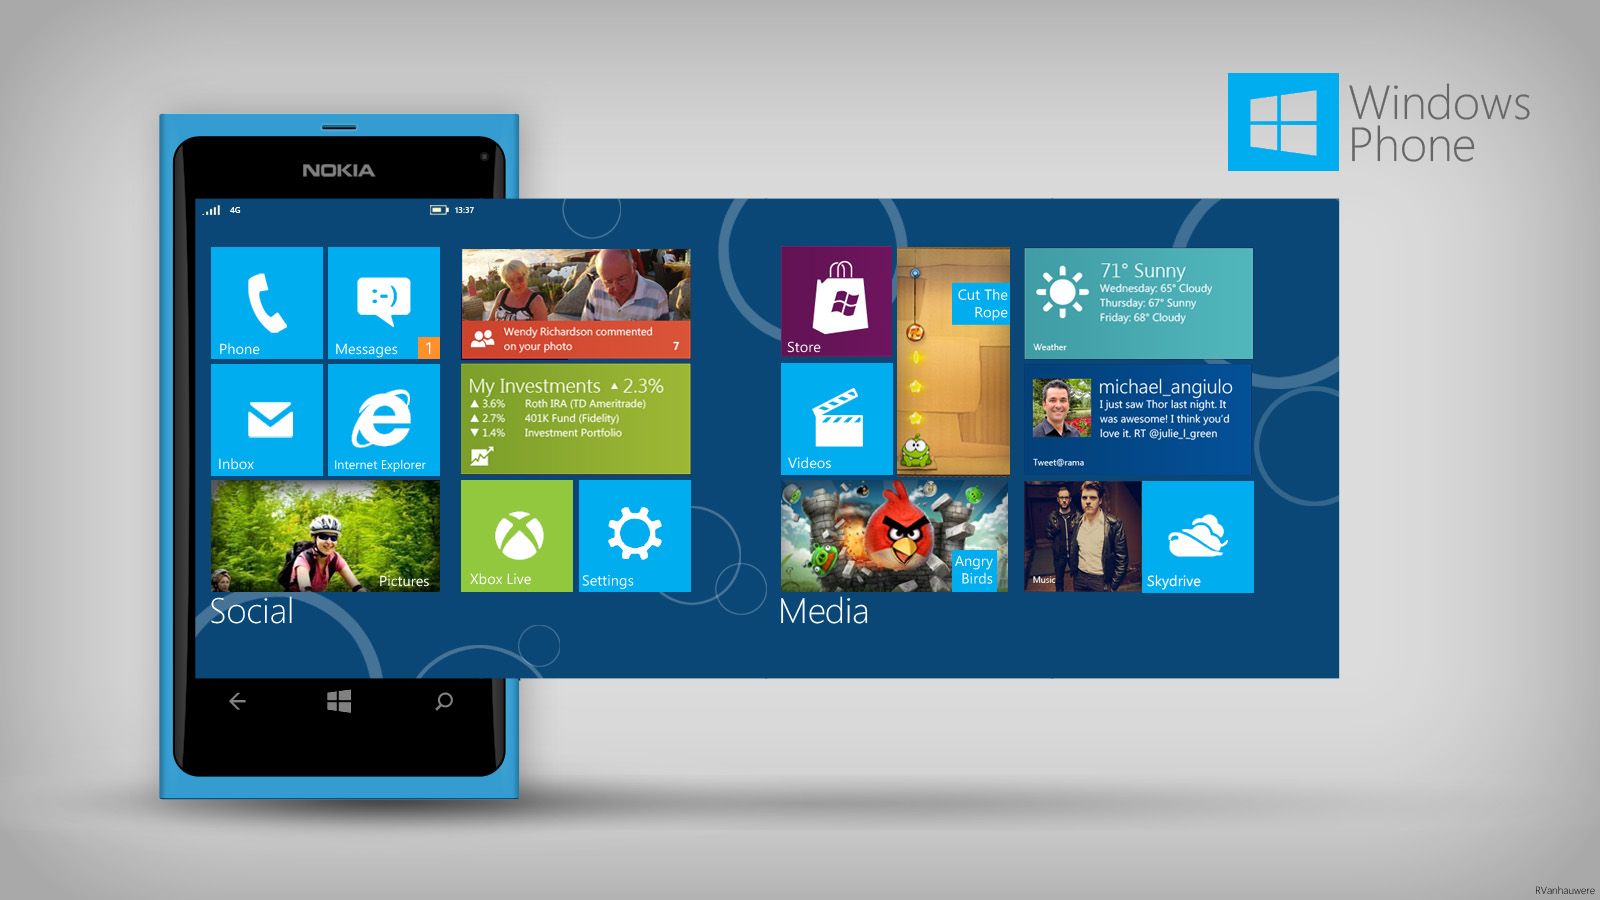 Windows
Phone
NOKIA
4G
13:37
Phone
Messages
1
Inbox
Internet Explorer
Pictures
Social
Wendy Richardson commented
on your photo
7
My Investments ▲ 2.3%
▲ 3.6% Roth IRA (TD Ameritrade)
▲ 2.7% 401K Fund (Fidelity)
▼ 1.4% Investment Portfolio
Xbox Live
Settings
Store
Cut The
Rope
Videos
Angry
Birds
Media
71° Sunny
Wednesday: 65° Cloudy
Thursday: 67° Sunny
Friday: 68° Cloudy
Weather
michael_angiulo
I just saw Thor last night. It
was awesome! I think you'd
love it. RT @julie_l_green
Tweet@rama
Music
Skydrive
RVanhauwere